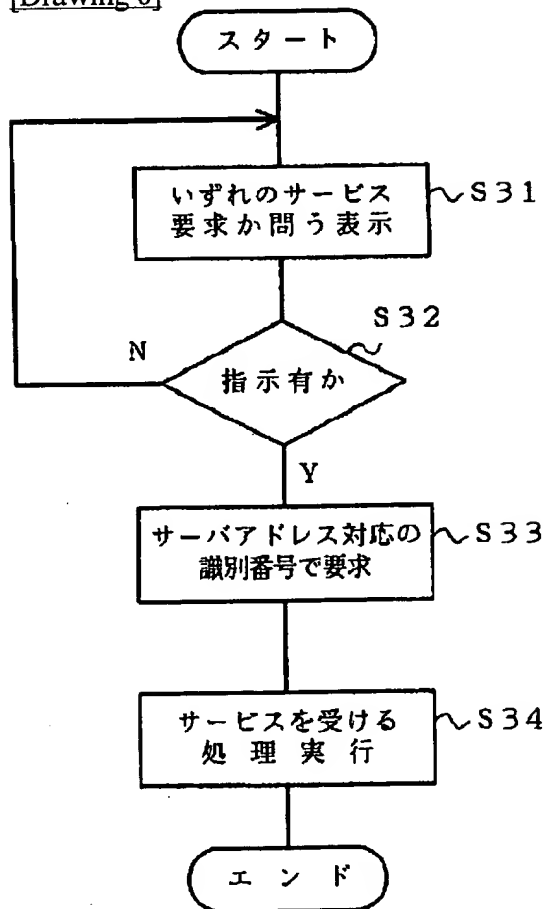 [Drawing 6]
スタート
いずれのサービス
要求か問う表示
S31
S32
N
指示有か
Y
サーバアドレス対応の
識別番号で要求
S33
サービスを受ける
処理実行
S34
エンド